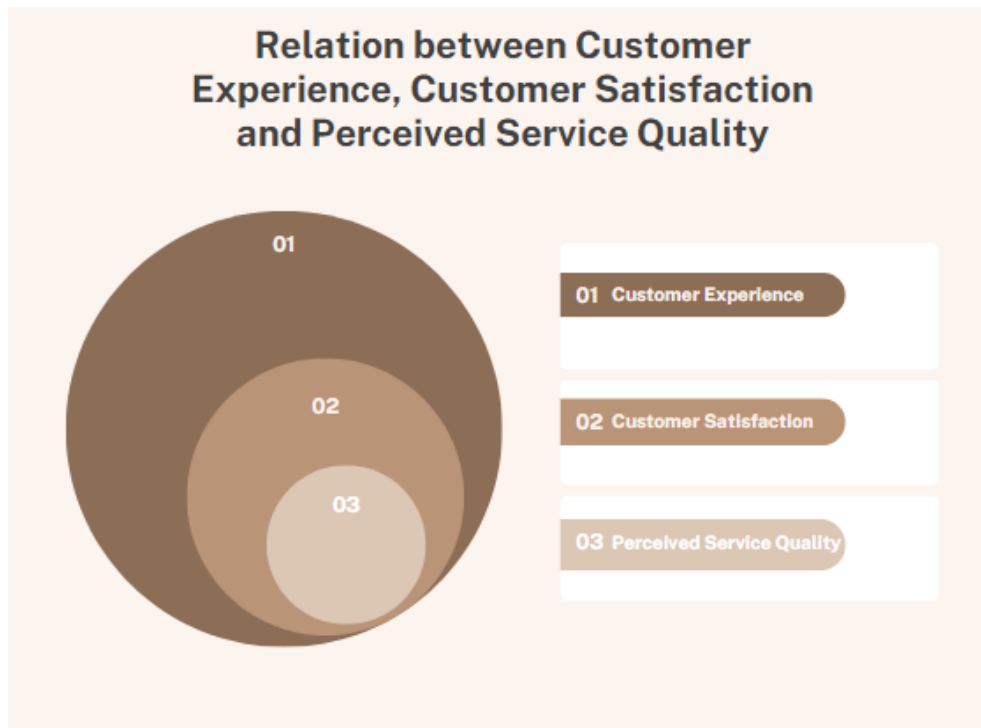 Relation between Customer
Experience, Customer Satisfaction
and Perceived Service Quality
01
02
03
01 Customer Experience
02 Customer Satisfaction
03 Perceived Service Quality